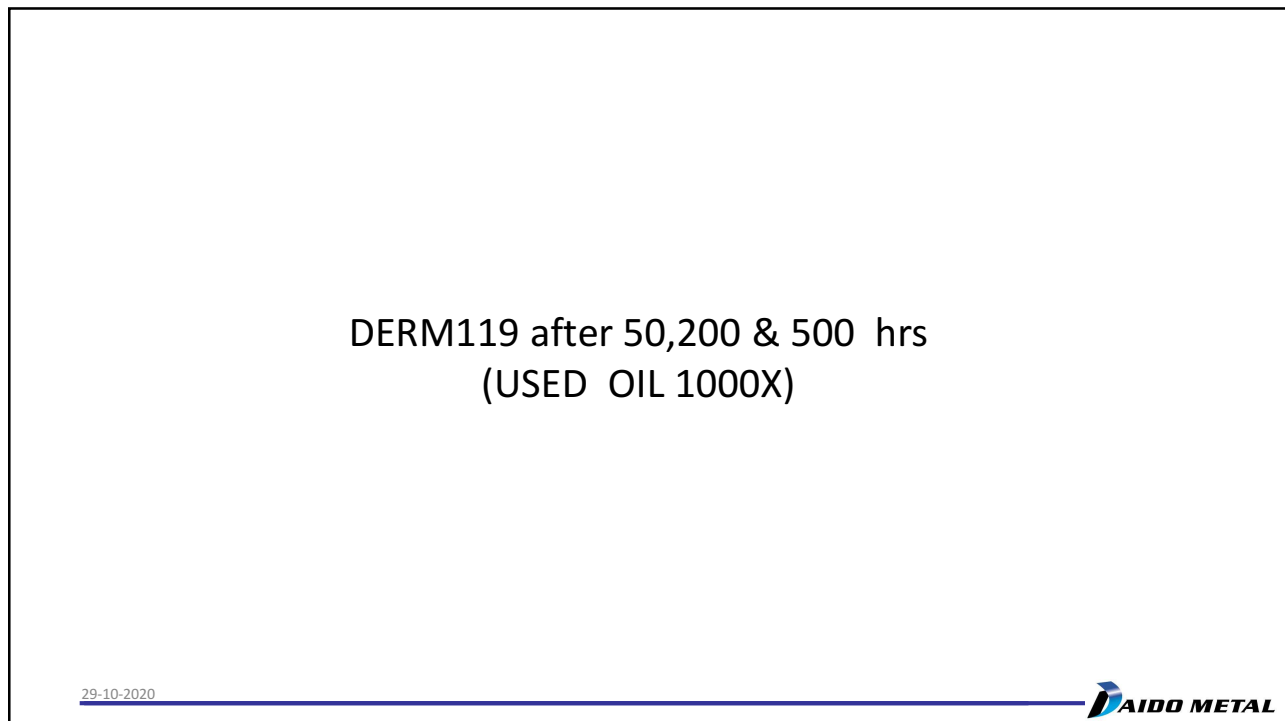 DERM119 after 50,200 & 500 hrs
(USED OIL 1000X)
29-10-2020
DAIDO METAL